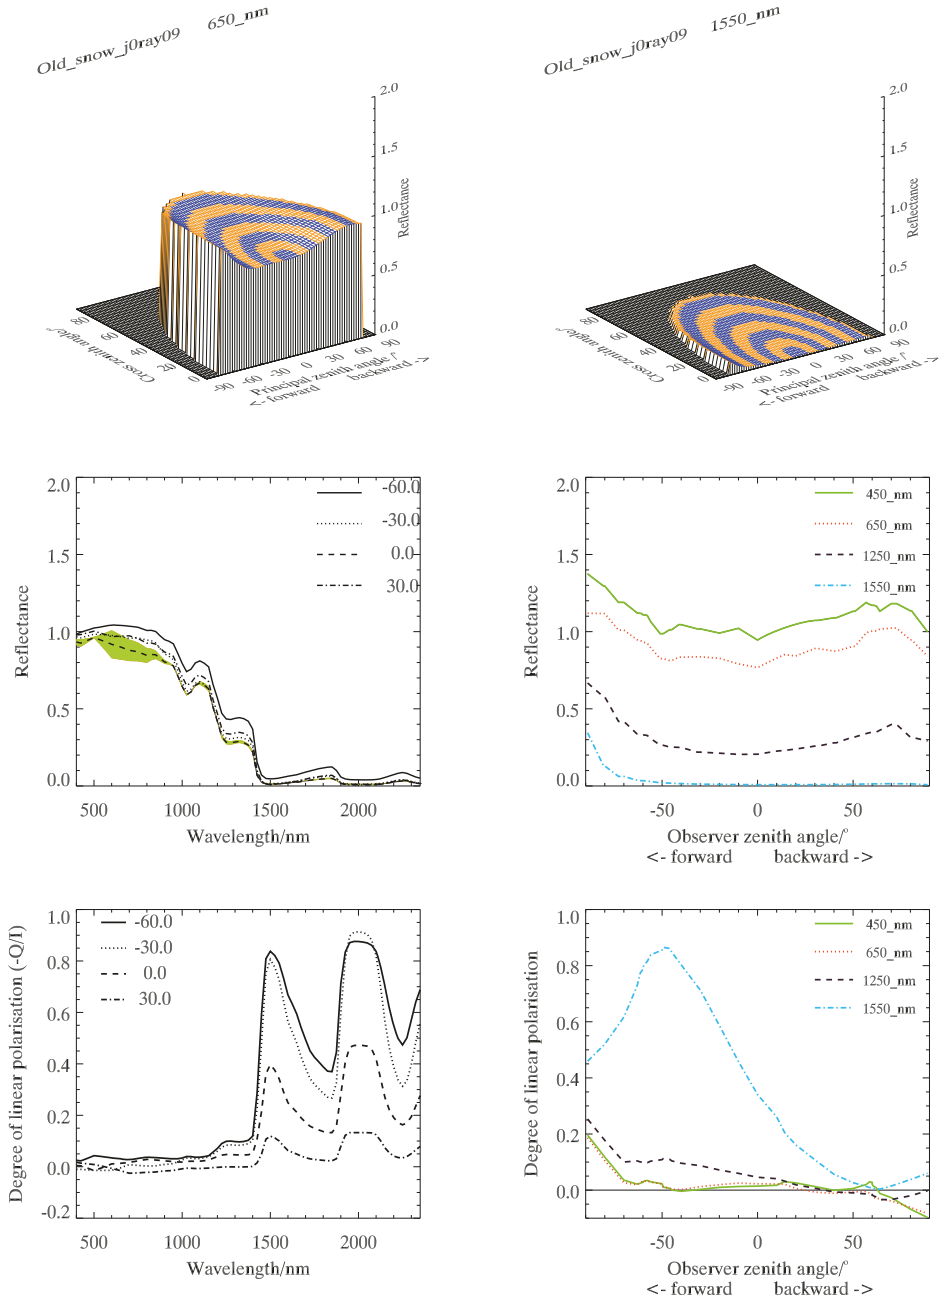 Old_snow_j0ray09 650_nm
2.0
1.5
1.0
0.5
0.0
Reflectance
80
60
40
20
0
Cross zenith angle/°
-90
-60
-30
0
30
60
90
Principal zenith angle/°
<- forward backward ->
Old_snow_j0ray09 1550_nm
2.0
1.5
1.0
0.5
0.0
Reflectance
80
60
40
20
0
Cross zenith angle/°
-90
-60
-30
0
30
60
90
Principal zenith angle/°
<- forward backward ->
2.0
1.5
1.0
0.5
0.0
Reflectance
-60.0
-30.0
0.0
30.0
500 1000 1500 2000
Wavelength/nm
2.0
1.5
1.0
0.5
0.0
Reflectance
450_nm
650_nm
1250_nm
1550_nm
-50 0 50
Observer zenith angle/°
<- forward backward ->
1.0
0.8
0.6
0.4
0.2
0.0
-0.2
Degree of linear polarisation (-Q/I)
-60.0
-30.0
0.0
30.0
500 1000 1500 2000
Wavelength/nm
1.0
0.8
0.6
0.4
0.2
0.0
Degree of linear polarisation
450_nm
650_nm
1250_nm
1550_nm
-50 0 50
Observer zenith angle/°
<- forward backward ->